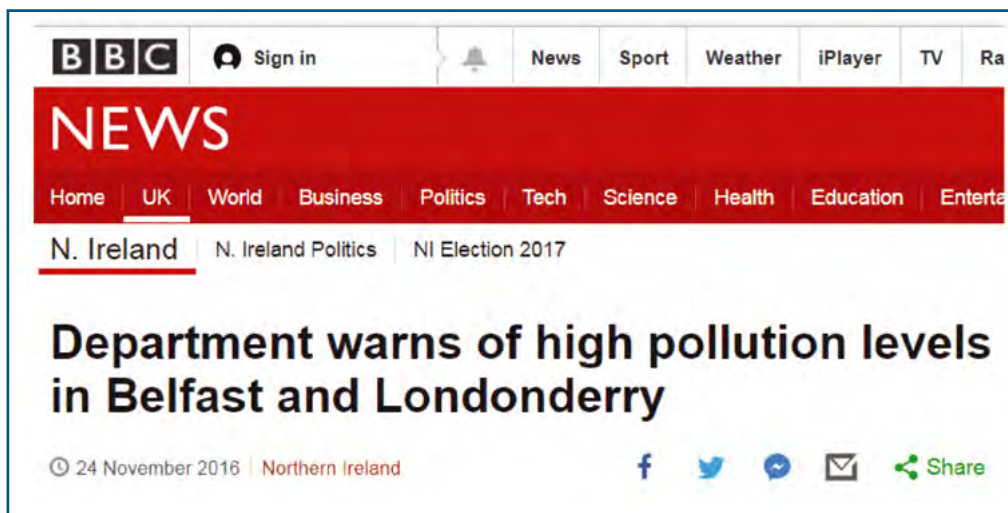 BBC Sign in News Sport Weather iPlayer TV Ra
NEWS
Home UK World Business Politics Tech Science Health Education Enterta
N. Ireland N. Ireland Politics NI Election 2017
Department warns of high pollution levels
in Belfast and Londonderry
24 November 2016 Northern Ireland Share